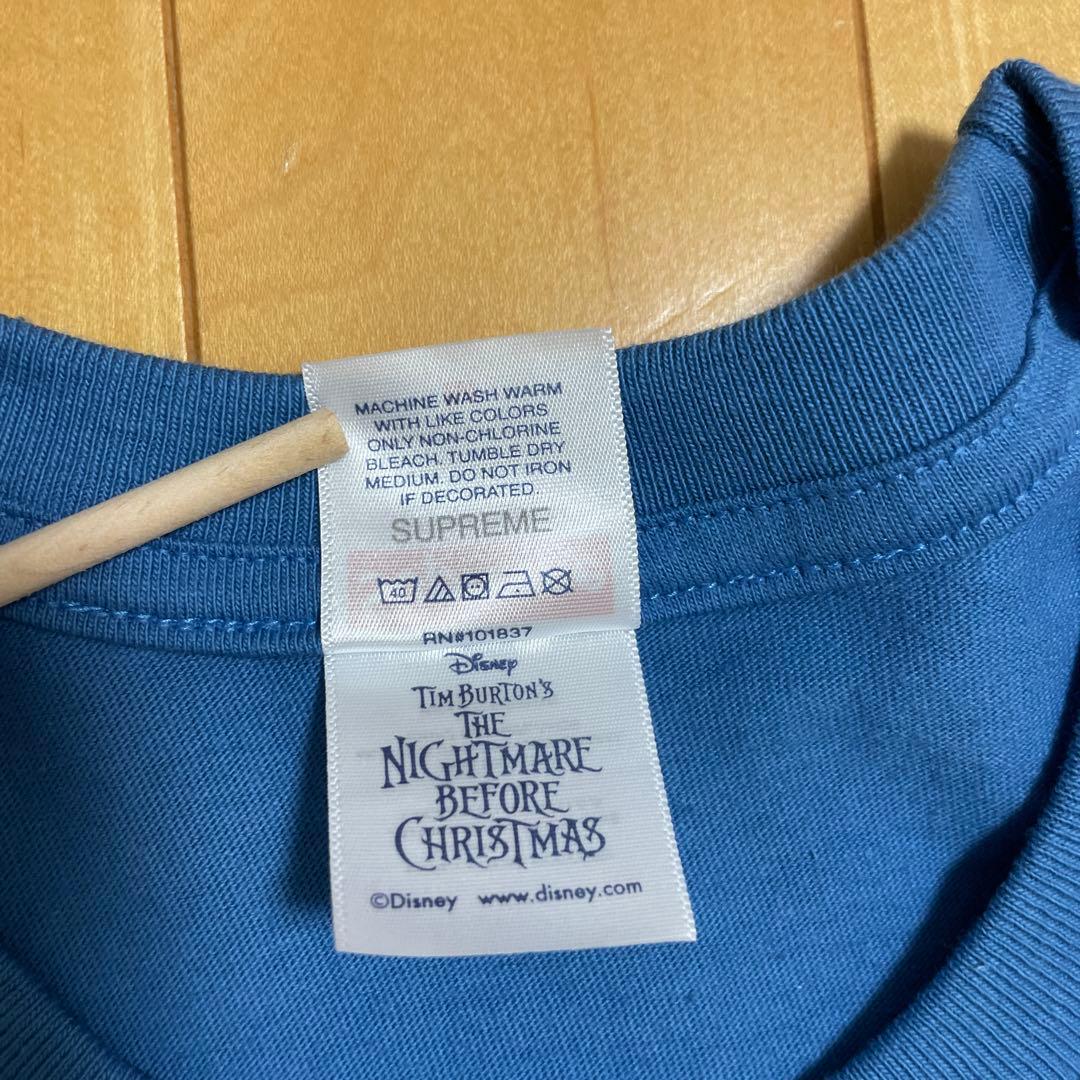 MACHINE WASH WARM
WITH LIKE COLORS
ONLY NON-CHLORINE
BLEACH. TUMBLE DRY
MEDIUM. DO NOT IRON
IF DECORATED.
SUPREME
40
RN#101837
Disney
TIM BURTON'S
THE
NIGHTMARE
BEFORE
CHRISTMAS
©Disney www.disney.com